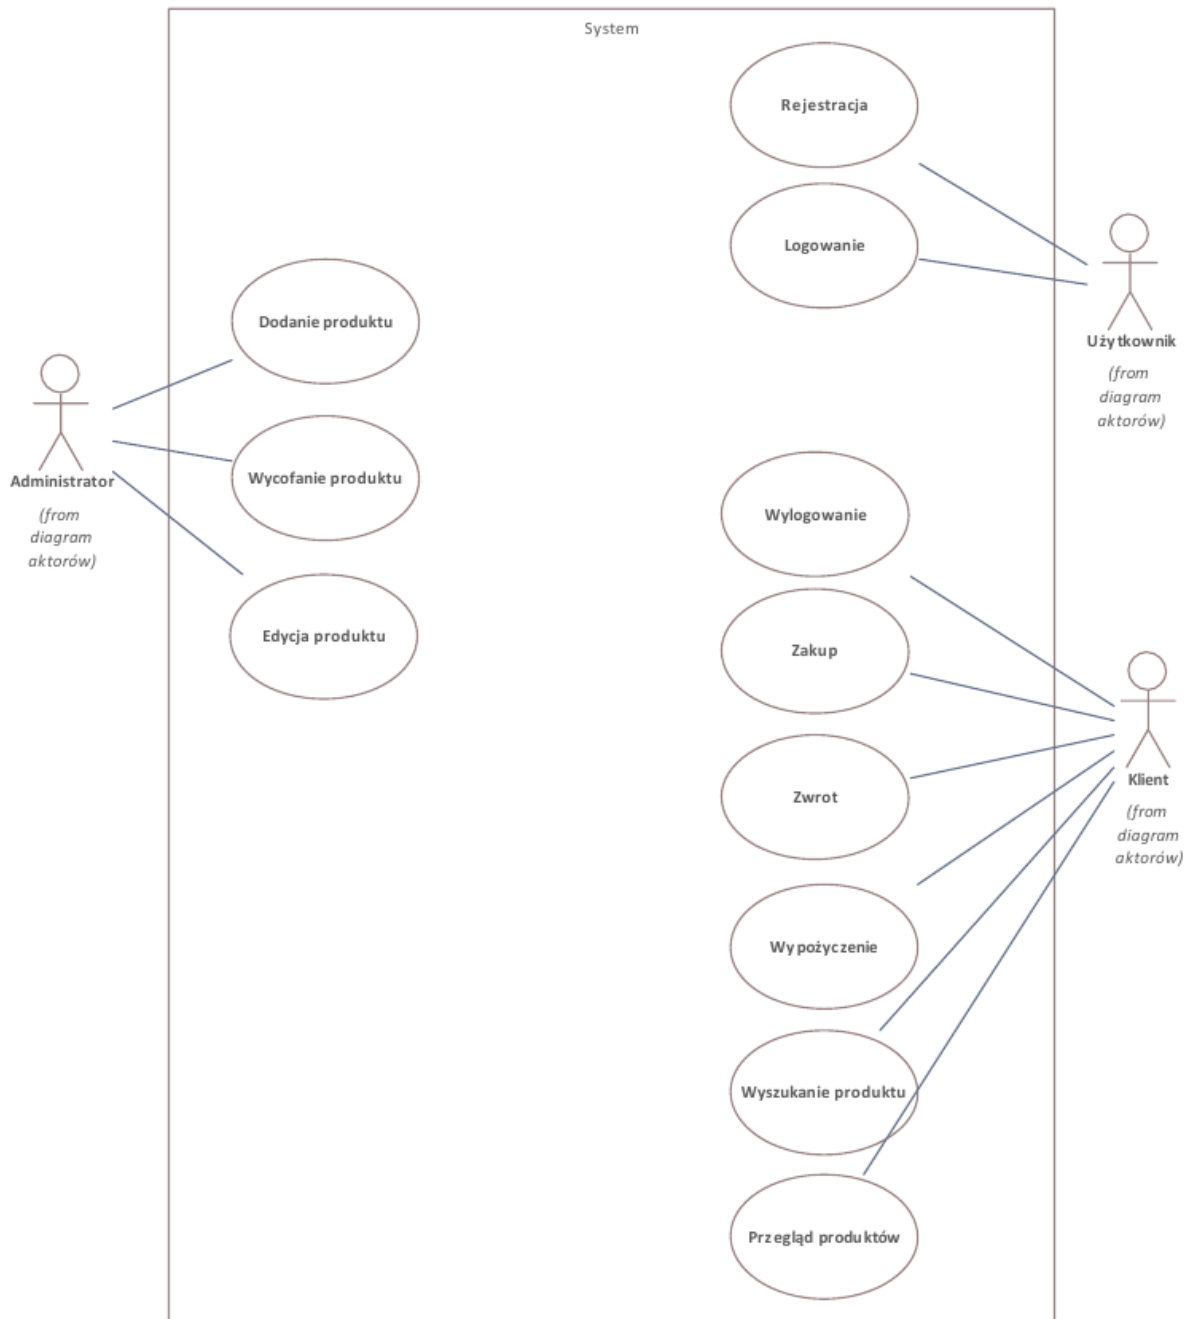 System
Rejestracja
Logowanie
Użytkownik
(from
diagram
aktorów)
Dodanie produktu
Wycofanie produktu
Edycja produktu
Administrator
(from
diagram
aktorów)
Wylogowanie
Zakup
Zwrot
Wypożyczenie
Wyszukanie produktu
Przegląd produktów
Klient
(from
diagram
aktorów)